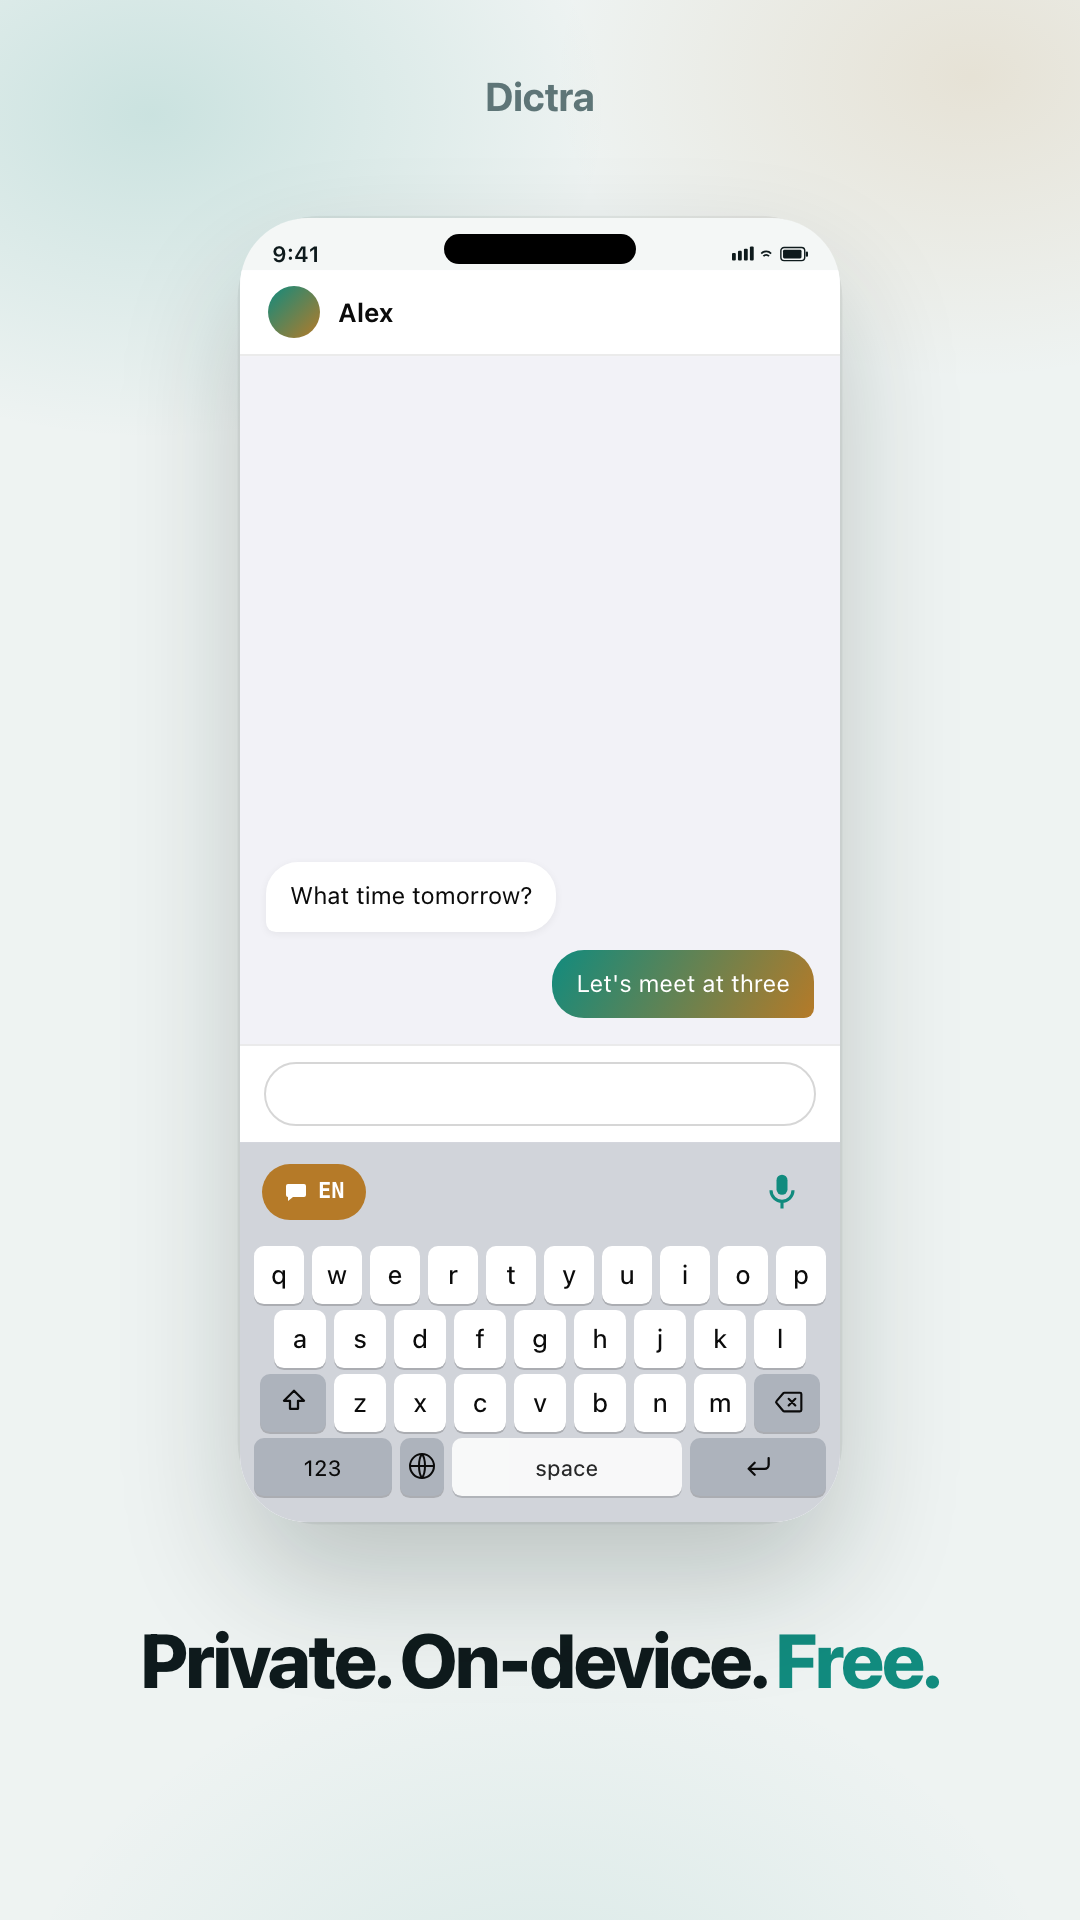 Dictra
9:41
Alex
What time tomorrow?
Let's meet at three
EN
q w e r t y u i o p
a s d f g h j k l
z x c v b n m
123 space
Private. On-device. Free.